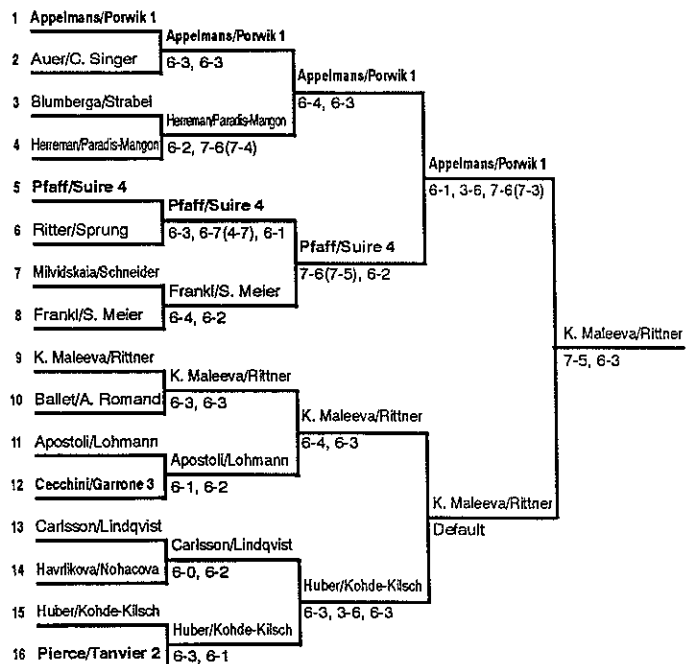 1 Appelmans/Porwik 1
Appelmans/Porwik 1
2 Auer/C. Singer
6-3, 6-3
Appelmans/Porwik 1
3 Blumberga/Strabel
6-4, 6-3
Herreman/Paradis-Mangon
4 Herreman/Paradis-Mangon
6-2, 7-6(7-4)
Appelmans/Porwik 1
5 Pfaff/Suire 4
6-1, 3-6, 7-6(7-3)
Pfaff/Suire 4
6 Ritter/Sprung
6-3, 6-7(4-7), 6-1
Pfaff/Suire 4
7 Milvidskaia/Schneider
7-6(7-5), 6-2
Frankl/S. Meier
8 Frankl/S. Meier
6-4, 6-2
K. Maleeva/Rittner
9 K. Maleeva/Rittner
7-5, 6-3
K. Maleeva/Rittner
10 Ballet/A. Romand
6-3, 6-3
K. Maleeva/Rittner
11 Apostoli/Lohmann
6-4, 6-3
Apostoli/Lohmann
12 Cecchini/Garrone 3
6-1, 6-2
K. Maleeva/Rittner
13 Carlsson/Lindqvist
Default
Carlsson/Lindqvist
14 Havrlikova/Nohacova
6-0, 6-2
Huber/Kohde-Kilsch
15 Huber/Kohde-Kilsch
6-3, 3-6, 6-3
Huber/Kohde-Kilsch
16 Pierce/Tanvier 2
6-3, 6-1